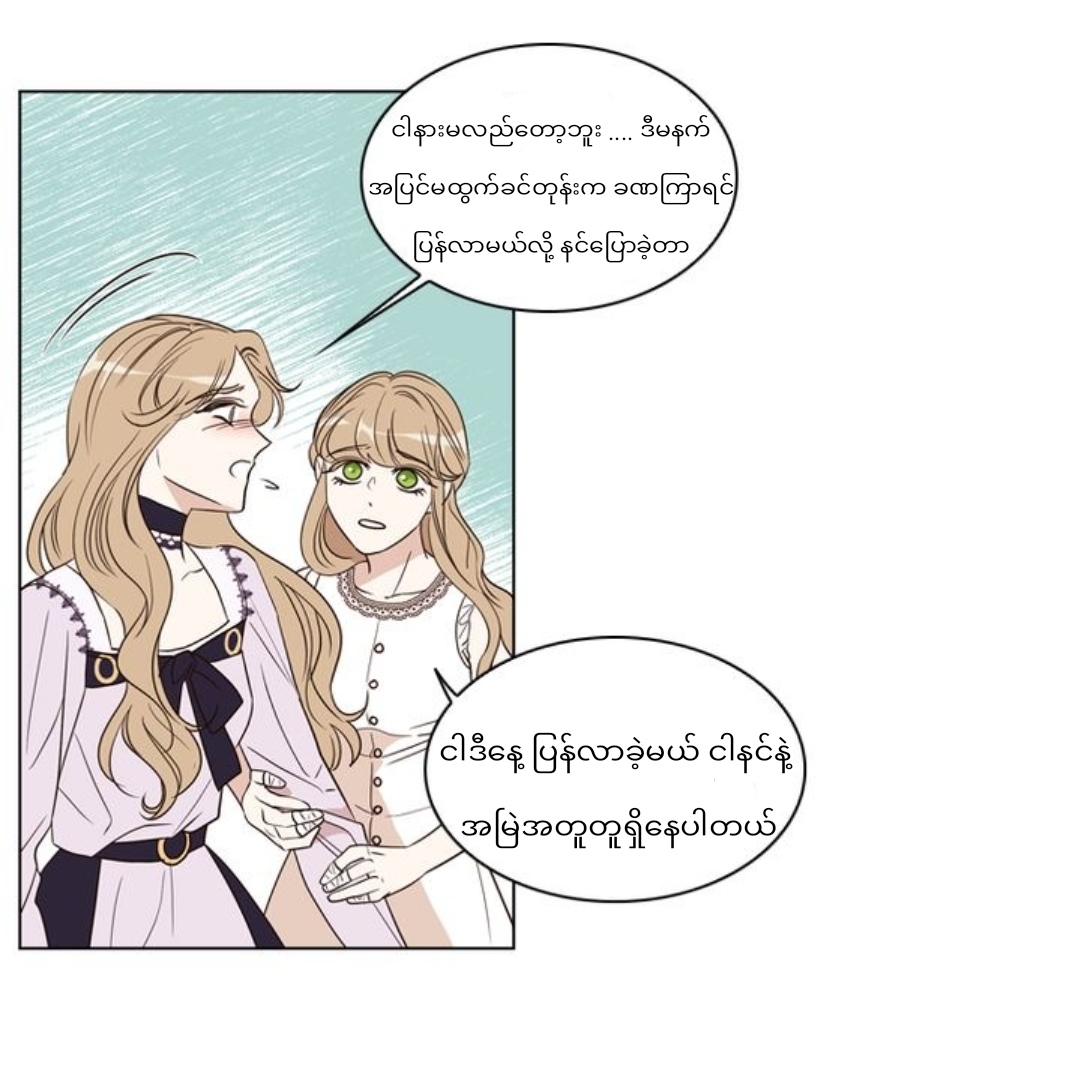 ငါနားမလည်တော့ဘူး .... ဒီမနက်
အပြင်မထွက်ခင်တုန်းက ခဏကြာရင်
ပြန်လာမယ်လို့ နင်ပြောခဲ့တာ
ငါဒီနေ့ ပြန်လာခဲ့မယ် ငါနင်နဲ့
အမြဲအတူတူရှိနေပါတယ်